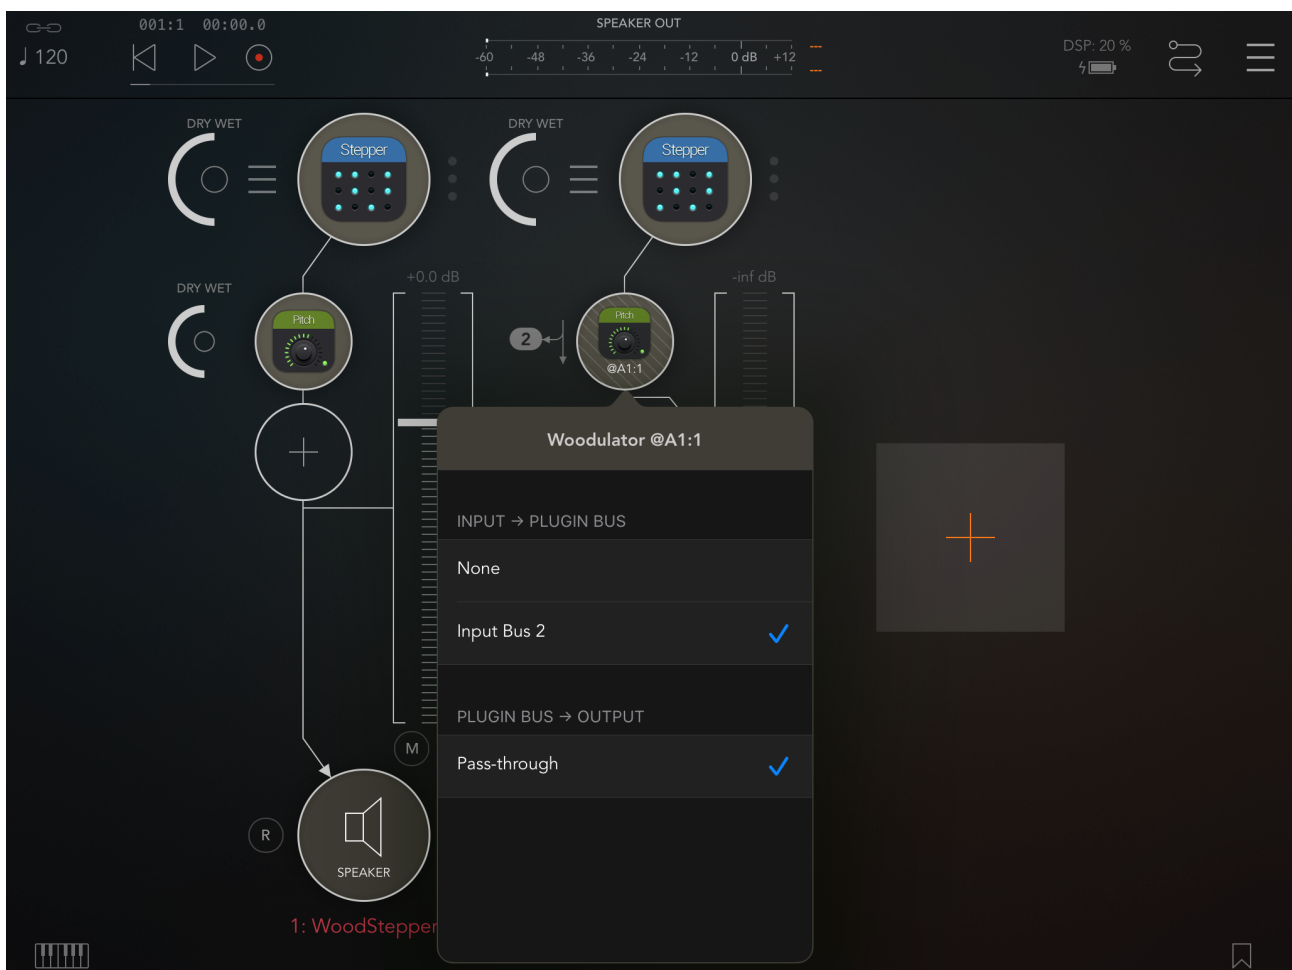 001:1 00:00.0
SPEAKER OUT
♩ 120
-60 -48 -36 -24 -12 0 dB +12
---
---
DSP: 20 %
DRY WET
Stepper
DRY WET
Stepper
+0.0 dB
-inf dB
DRY WET
Pitch
2
Pitch
@A1:1
Woodulator @A1:1
INPUT → PLUGIN BUS
None
Input Bus 2
PLUGIN BUS → OUTPUT
Pass-through
M
R
SPEAKER
1: WoodStepper